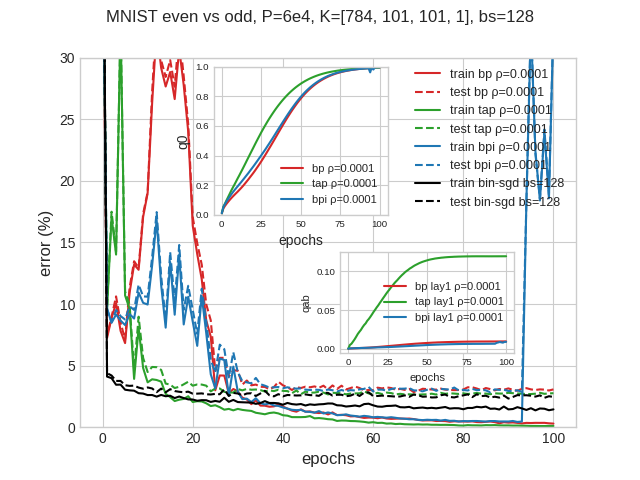 MNIST even vs odd, P=6e4, K=[784, 101, 101, 1], bs=128
error (%)
30
25
20
15
10
5
0
0
20
40
60
80
100
epochs
train bp ρ=0.0001
test bp ρ=0.0001
train tap ρ=0.0001
test tap ρ=0.0001
train bpi ρ=0.0001
test bpi ρ=0.0001
train bin-sgd bs=128
test bin-sgd bs=128
q0
1.0
0.8
0.6
0.4
0.2
0.0
0
25
50
75
100
epochs
bp ρ=0.0001
tap ρ=0.0001
bpi ρ=0.0001
qab
0.10
0.05
0.00
0
25
50
75
100
epochs
bp lay1 ρ=0.0001
tap lay1 ρ=0.0001
bpi lay1 ρ=0.0001